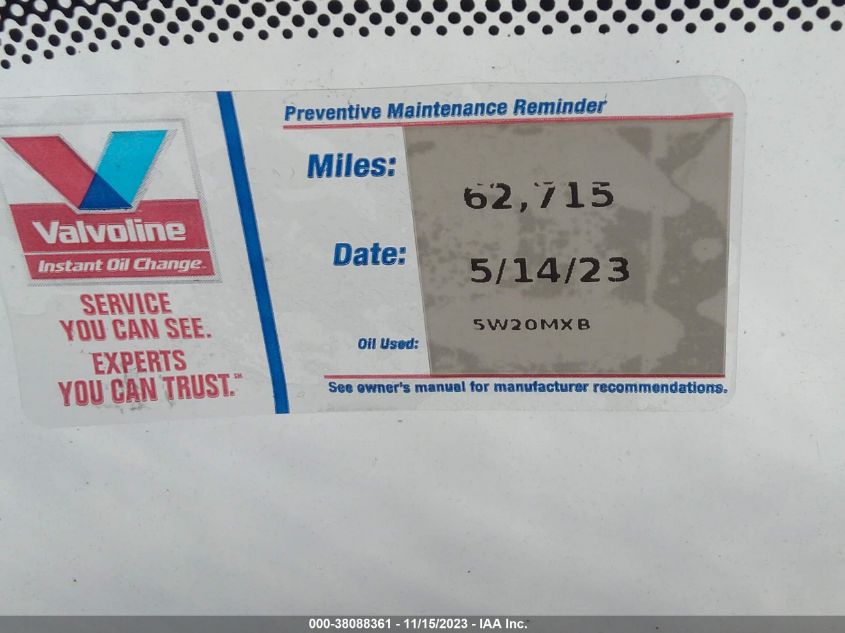 Valvoline
Instant Oil Change
SERVICE
YOU CAN SEE.
EXPERTS
YOU CAN TRUST.℠
Preventive Maintenance Reminder
Miles: 62,715
Date: 5/14/23
Oil Used: 5W20MXB
See owner's manual for manufacturer recommendations.
000-38088361 - 11/15/2023 - IAA Inc.